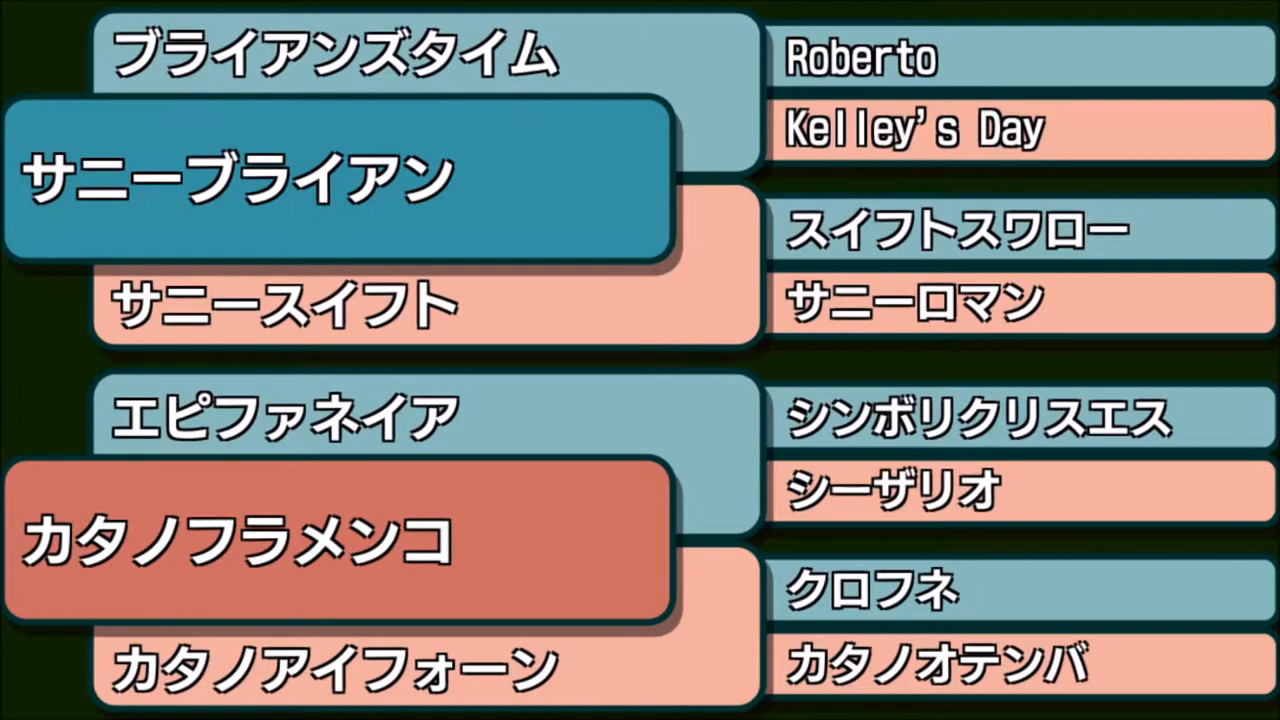 ブライアンズタイム
サニーブライアン
サニースイフト
Roberto
Kelley's Day
スイフトスワロー
サニーロマン
エピファネイア
カタノフラメンコ
カタノアイフォーン
シンボリクリスエス
シーザリオ
クロフネ
カタノオテンバ